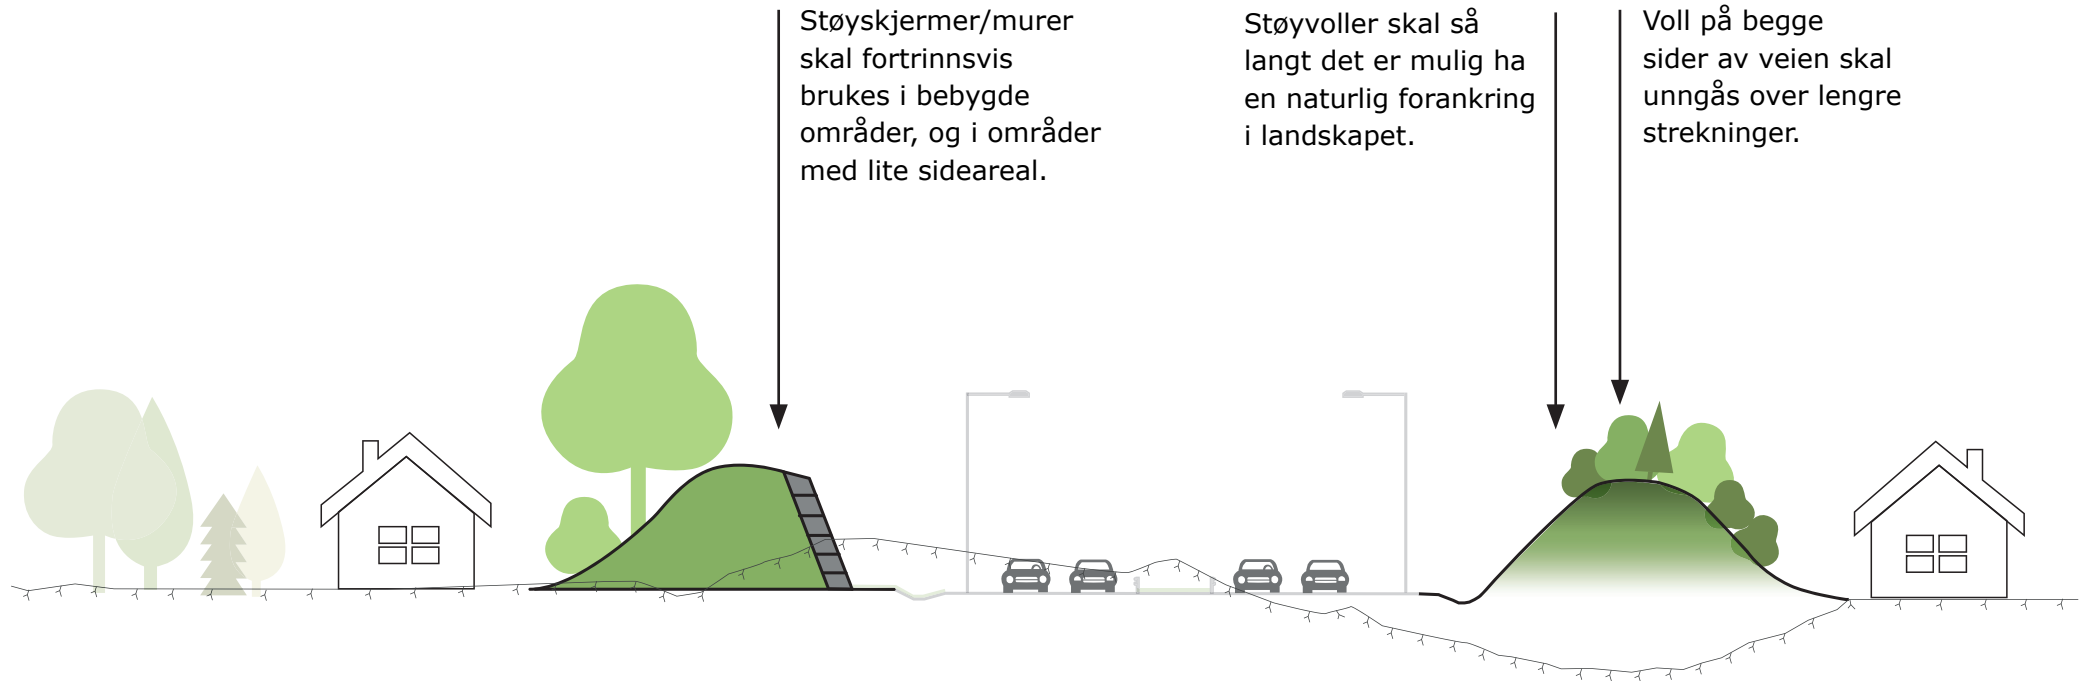 Støyskjermer/murer
skal fortrinnsvis
brukes i bebygde
områder, og i områder
med lite sideareal.
Støyvoller skal så
langt det er mulig ha
en naturlig forankring
i landskapet.
Voll på begge
sider av veien skal
unngås over lengre
strekninger.